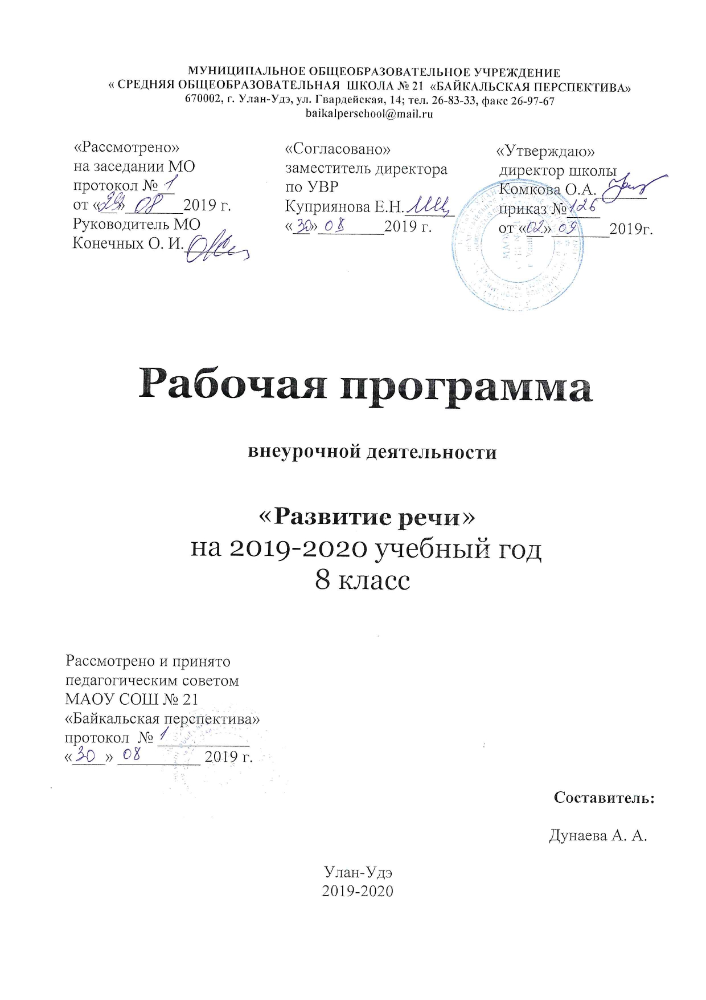 МУНИЦИПАЛЬНОЕ ОБЩЕОБРАЗОВАТЕЛЬНОЕ УЧРЕЖДЕНИЕ
« СРЕДНЯЯ ОБЩЕОБРАЗОВАТЕЛЬНАЯ ШКОЛА № 21 «БАЙКАЛЬСКАЯ ПЕРСПЕКТИВА»
670002, г. Улан-Удэ, ул. Гвардейская, 14; тел. 26-83-33, факс 26-97-67
baikalperschool@mail.ru
«Рассмотрено»
на заседании МО
протокол № 1
от «29» 08 2019 г.
Руководитель МО
Конечных О. И.
«Согласовано»
заместитель директора
по УВР
Куприянова Е.Н.
«30» 08 2019 г.
«Утверждаю»
директор школы
Комкова О.А.
приказ № 126
от «02» 09 2019г.
Рабочая программа
внеурочной деятельности
«Развитие речи»
на 2019-2020 учебный год
8 класс
Рассмотрено и принято
педагогическим советом
МАОУ СОШ № 21
«Байкальская перспектива»
протокол № 1
«30» 08 2019 г.
Составитель:
Дунаева А. А.
Улан-Удэ
2019-2020